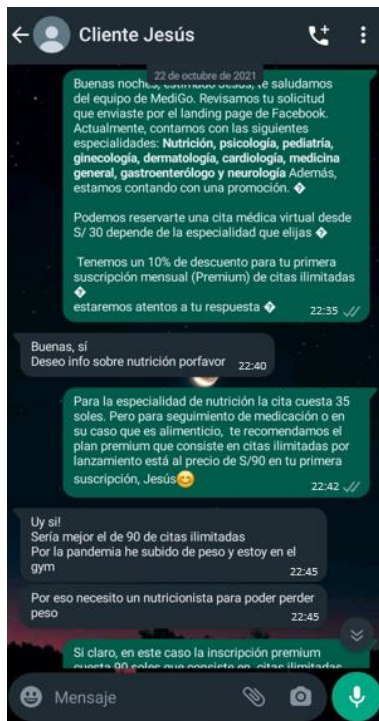 Cliente Jesús
22 de octubre de 2021
Buenas noches, estimado Jesús, te saludamos
del equipo de MediGo. Revisamos tu solicitud
que enviaste por el landing page de Facebook.
Actualmente, contamos con las siguientes
especialidades: Nutrición, psicología, pediatría,
ginecología, dermatología, cardiología, medicina
general, gastroenterólogo y neurología Además,
estamos contando con una promoción. �
Podemos reservarte una cita médica virtual desde
S/ 30 depende de la especialidad que elijas �
Tenemos un 10% de descuento para tu primera
suscripción mensual (Premium) de citas ilimitadas
�
estaremos atentos a tu respuesta � 22:35
Buenas, sí
Deseo info sobre nutrición porfavor 22:40
Para la especialidad de nutrición la cita cuesta 35
soles. Pero para seguimiento de medicación o en
su caso que es alimenticio, te recomendamos el
plan premium que consiste en citas ilimitadas por
lanzamiento está al precio de S/90 en tu primera
suscripción, Jesús😊
22:42
Uy si!
Sería mejor el de 90 de citas ilimitadas
Por la pandemia he subido de peso y estoy en el
gym
22:45
Por eso necesito un nutricionista para poder perder
peso
22:45
Si claro, en este caso la inscripción premium
cuesta 90 soles que consiste en citas ilimitadas
Mensaje